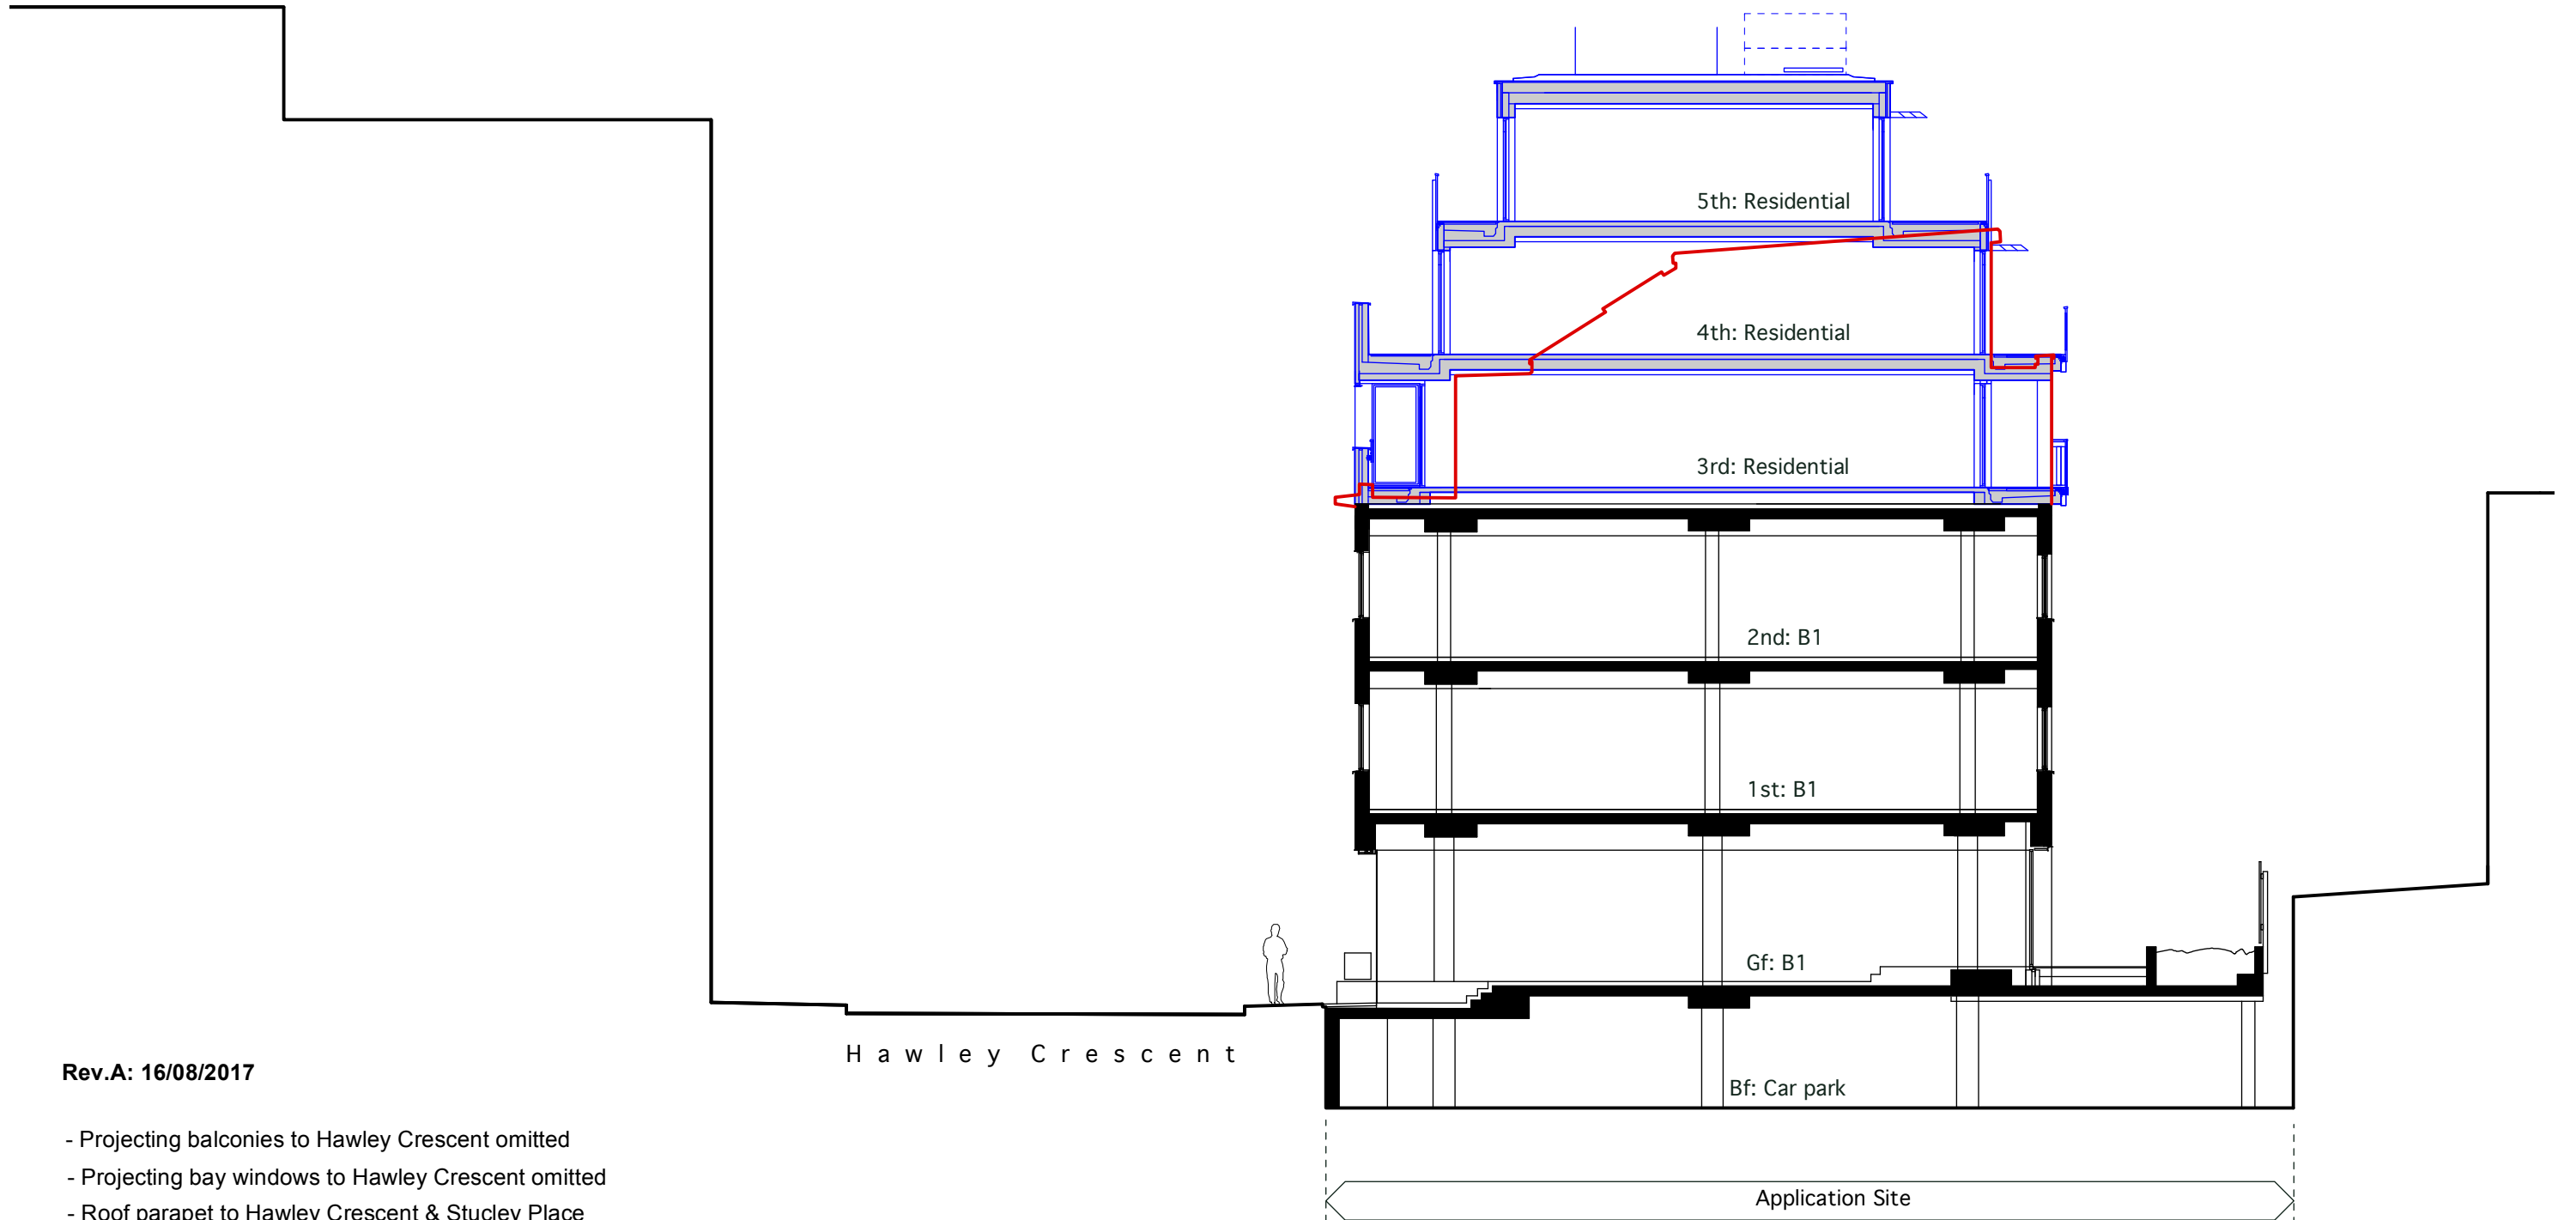 5th: Residential
4th: Residential
3rd: Residential
2nd: B1
1st: B1
Gf: B1
Hawley Crescent
Bf: Car park
Rev.A: 16/08/2017
- Projecting balconies to Hawley Crescent omitted
- Projecting bay windows to Hawley Crescent omitted
- Roof parapet to Hawley Crescent & Stucley Place
Application Site